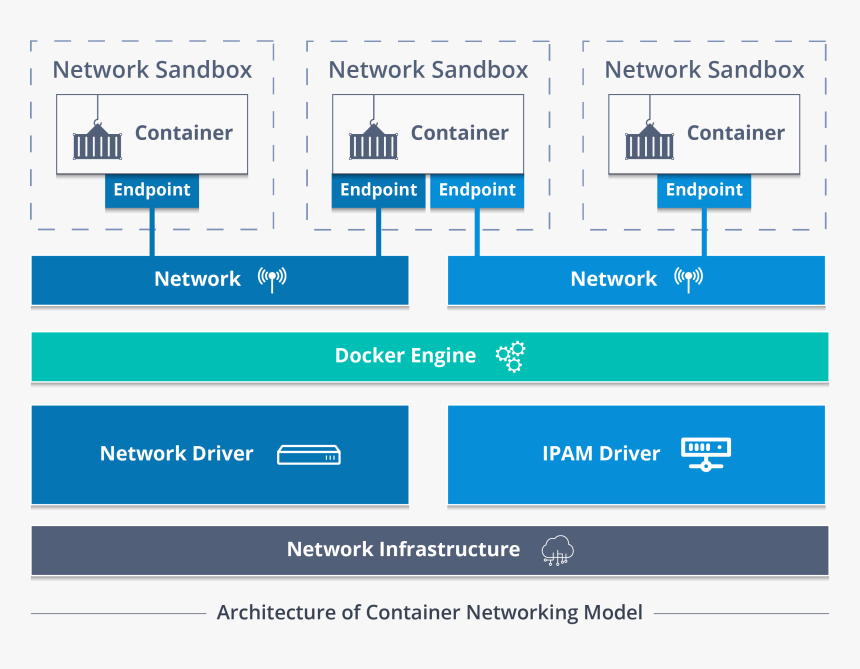 Network Sandbox
Network Sandbox
Network Sandbox
Container
Container
Container
Endpoint
Endpoint
Endpoint
Endpoint
Network
Network
Docker Engine
Network Driver
IPAM Driver
Network Infrastructure
Architecture of Container Networking Model